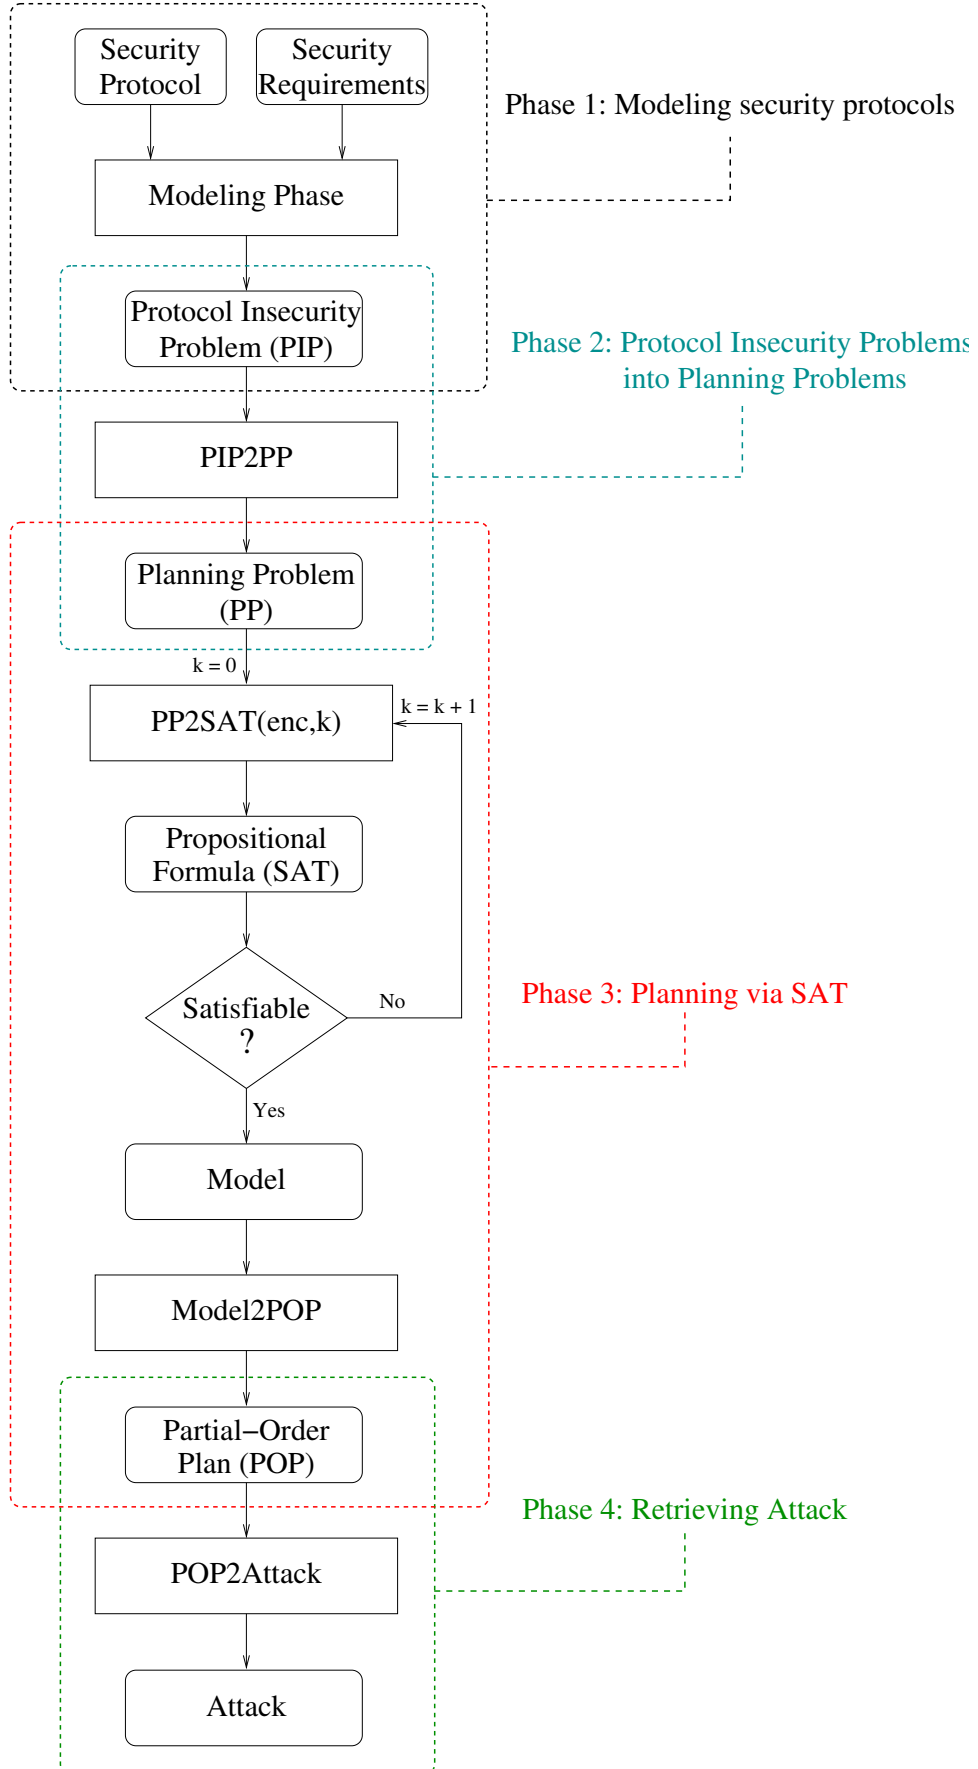 Security
Protocol
Security
Requirements
Phase 1: Modeling security protocols
Modeling Phase
Protocol Insecurity
Problem (PIP)
Phase 2: Protocol Insecurity Problems
into Planning Problems
PIP2PP
Planning Problem
(PP)
k = 0
k = k + 1
PP2SAT(enc,k)
Propositional
Formula (SAT)
Satisfiable
?
No
Phase 3: Planning via SAT
Yes
Model
Model2POP
Partial−Order
Plan (POP)
Phase 4: Retrieving Attack
POP2Attack
Attack